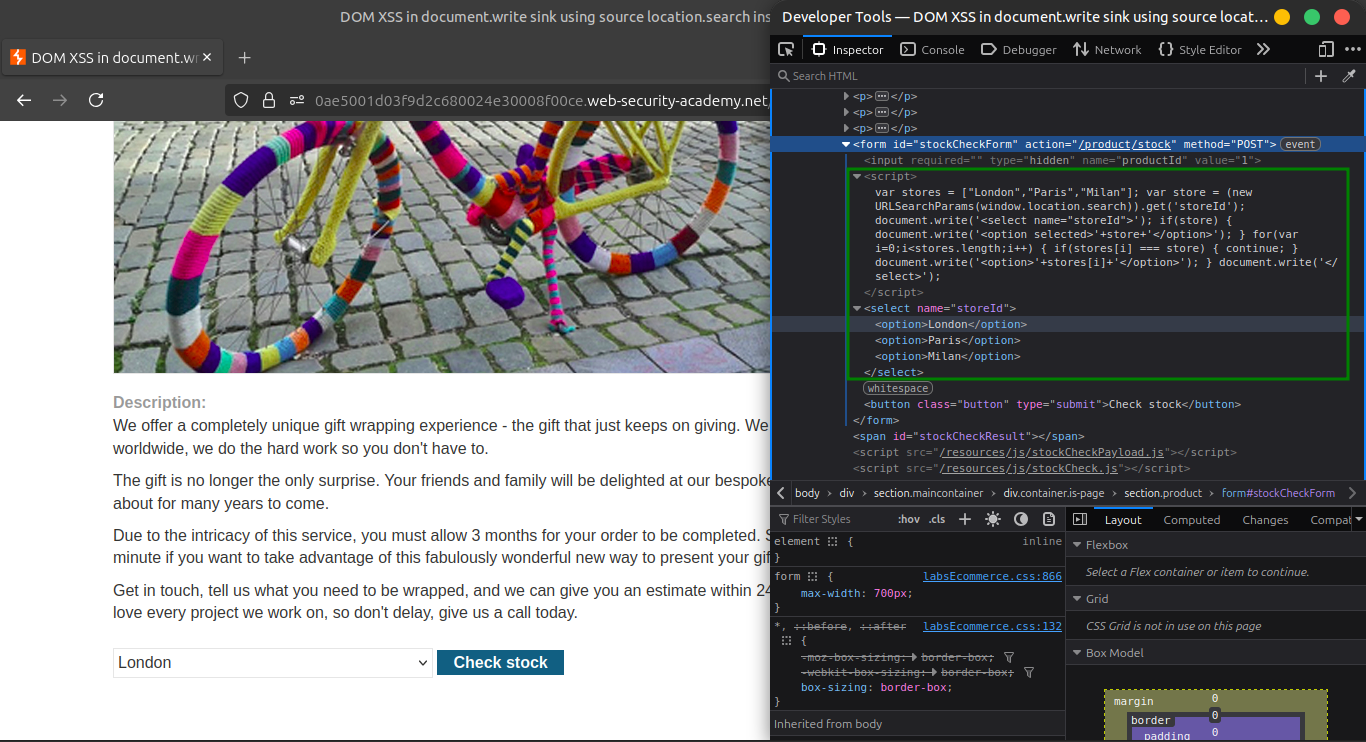 DOM XSS in document.write sink using source location.search ins
DOM XSS in document.wr
0ae5001d03f9d2c680024e30008f00ce.web-security-academy.net/
Description:
We offer a completely unique gift wrapping experience - the gift that just keeps on giving. We
worldwide, we do the hard work so you don't have to.
The gift is no longer the only surprise. Your friends and family will be delighted at our bespoke
about for many years to come.
Due to the intricacy of this service, you must allow 3 months for your order to be completed. S
minute if you want to take advantage of this fabulously wonderful new way to present your gif
Get in touch, tell us what you need to be wrapped, and we can give you an estimate within 24
love every project we work on, so don't delay, give us a call today.
London Check stock
Developer Tools — DOM XSS in document.write sink using source locat...
Inspector Console Debugger Network Style Editor
Search HTML
<p></p>
<p></p>
<p></p>
<form id="stockCheckForm" action="/product/stock" method="POST"> event
<input required="" type="hidden" name="productId" value="1">
<script>
var stores = ["London","Paris","Milan"]; var store = (new
URLSearchParams(window.location.search)).get('storeId');
document.write('<select name="storeId">'); if(store) {
document.write('<option selected>'+store+'</option>'); } for(var
i=0;i<stores.length;i++) { if(stores[i] === store) { continue; }
document.write('<option>'+stores[i]+'</option>'); } document.write('</
select>');
</script>
<select name="storeId">
<option>London</option>
<option>Paris</option>
<option>Milan</option>
</select>
whitespace
<button class="button" type="submit">Check stock</button>
</form>
<span id="stockCheckResult"></span>
<script src="/resources/js/stockCheckPayload.js"></script>
<script src="/resources/js/stockCheck.js"></script>
body div section.maincontainer div.container.is-page section.product form#stockCheckForm
Filter Styles :hov .cls
element { inline
}
form { labsEcommerce.css:866
max-width: 700px;
}
*, ::before, ::after labsEcommerce.css:132
{
-moz-box-sizing: border-box;
-webkit-box-sizing: border-box;
box-sizing: border-box;
}
Inherited from body
Layout Computed Changes Compat
Flexbox
Select a Flex container or item to continue.
Grid
CSS Grid is not in use on this page
Box Model
margin 0
border 0
padding 0